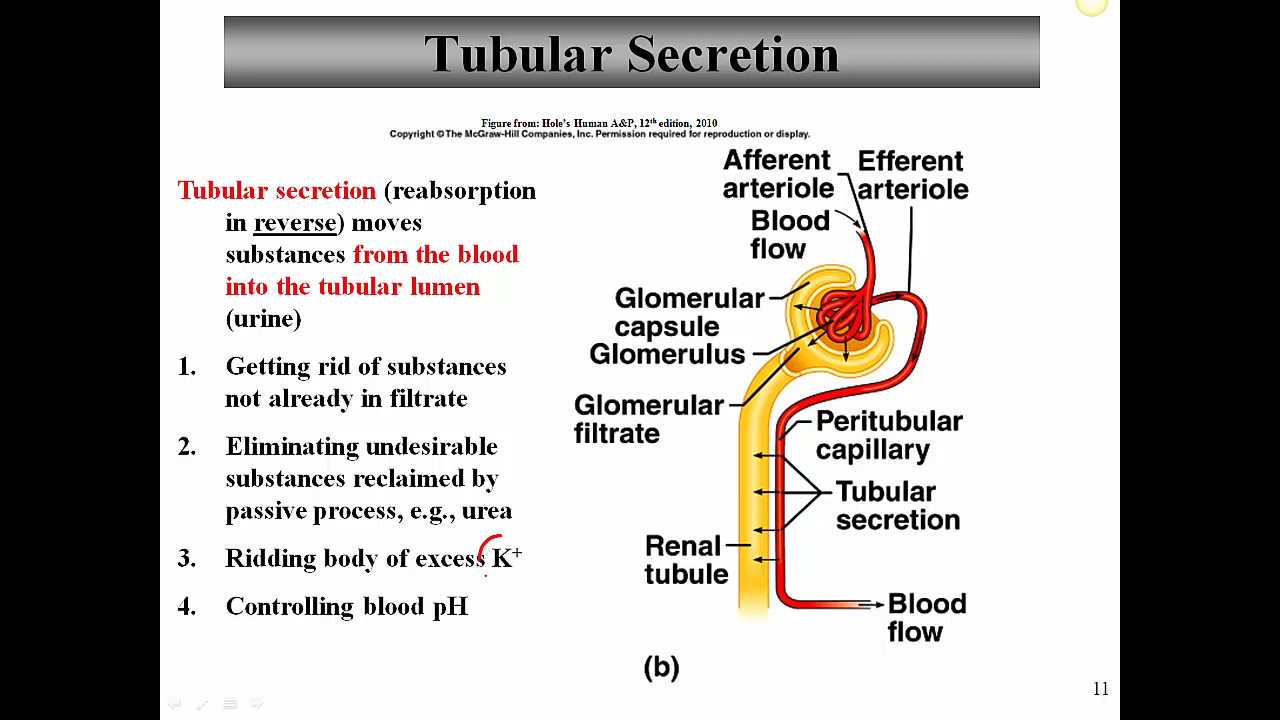 Tubular Secretion
Figure from: Hole's Human A&P, 12th edition, 2010
Copyright © The McGraw-Hill Companies, Inc. Permission required for reproduction or display.
Tubular secretion (reabsorption
in reverse) moves
substances from the blood
into the tubular lumen
(urine)
1. Getting rid of substances
not already in filtrate
2. Eliminating undesirable
substances reclaimed by
passive process, e.g., urea
3. Ridding body of excess K+
4. Controlling blood pH
Afferent
arteriole
Efferent
arteriole
Blood
flow
Glomerular
capsule
Glomerulus
Glomerular
filtrate
Peritubular
capillary
Tubular
secretion
Renal
tubule
Blood
flow
(b)
11